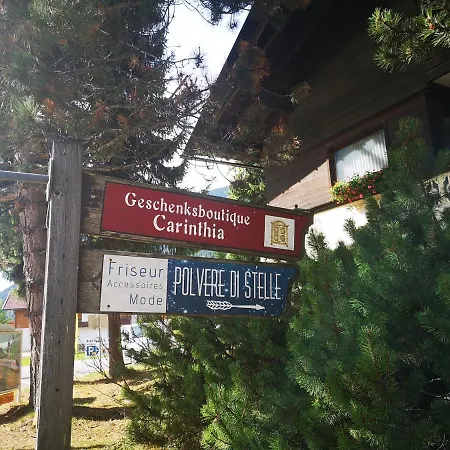 Geschenksboutique
Carinthia
Friseur
Accessoires
Mode
POLVERE DI STELLE